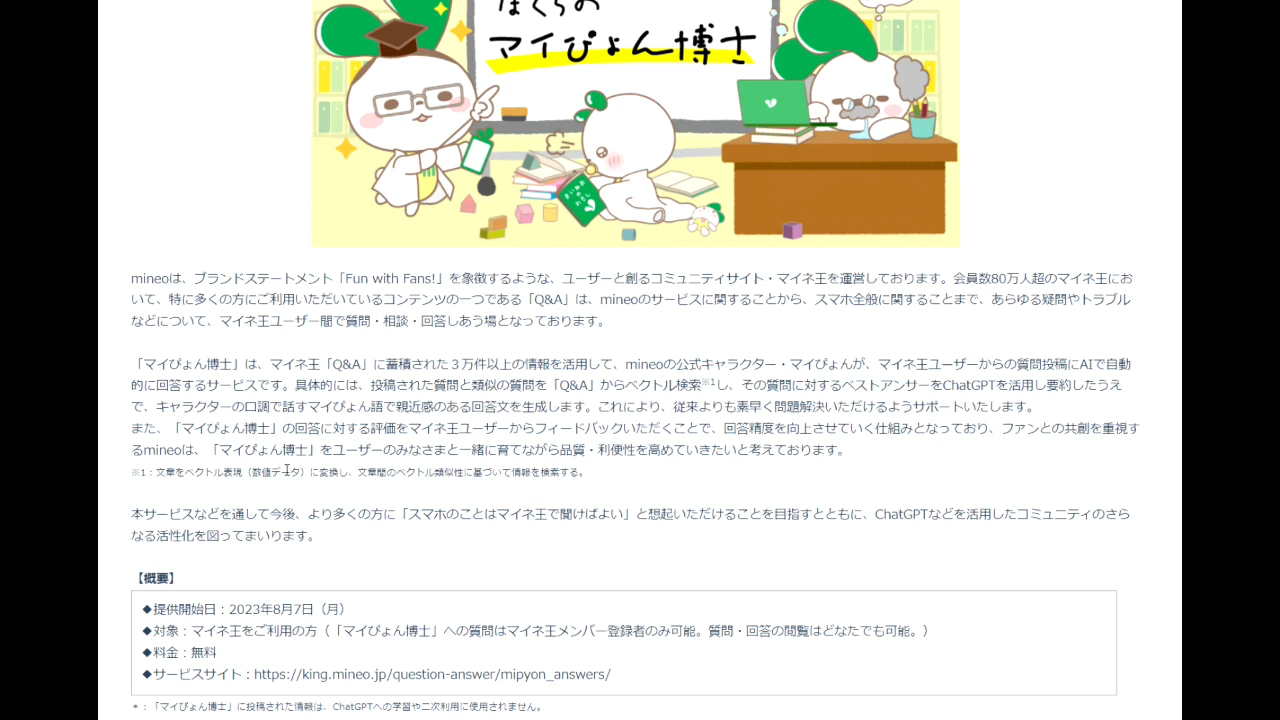 ぼくらの
マイぴょん博士
mineoは、ブランドステートメント「Fun with Fans!」を象徴するような、ユーザーと創るコミュニティサイト・マイネ王を運営しております。会員数80万人超のマイネ王にお
いて、特に多くの方にご利用いただいているコンテンツの一つである「Q&A」は、mineoのサービスに関することから、スマホ全般に関することまで、あらゆる疑問やトラブル
などについて、マイネ王ユーザー間で質問・相談・回答しあう場となっております。
「マイぴょん博士」は、マイネ王「Q&A」に蓄積された３万件以上の情報を活用して、mineoの公式キャラクター・マイぴょんが、マイネ王ユーザーからの質問投稿にAIで自動
的に回答するサービスです。具体的には、投稿された質問と類似の質問を「Q&A」からベクトル検索※1し、その質問に対するベストアンサーをChatGPTを活用し要約したうえ
で、キャラクターの口調で話すマイぴょん語で親近感のある回答文を生成します。これにより、従来よりも素早く問題解決いただけるようサポートいたします。
また、「マイぴょん博士」の回答に対する評価をマイネ王ユーザーからフィードバックいただくことで、回答精度を向上させていく仕組みとなっており、ファンとの共創を重視す
るmineoは、「マイぴょん博士」をユーザーのみなさまと一緒に育てながら品質・利便性を高めていきたいと考えております。
※1：文章をベクトル表現（数値データ）に変換し、文章間のベクトル類似性に基づいて情報を検索する。
本サービスなどを通して今後、より多くの方に「スマホのことはマイネ王で聞けばよい」と想起いただけることを目指すとともに、ChatGPTなどを活用したコミュニティのさら
なる活性化を図ってまいります。
【概要】
◆提供開始日：2023年8月7日（月）
◆対象：マイネ王をご利用の方（「マイぴょん博士」への質問はマイネ王メンバー登録者のみ可能。質問・回答の閲覧はどなたでも可能。）
◆料金：無料
◆サービスサイト：https://king.mineo.jp/question-answer/mipyon_answers/
＊：「マイぴょん博士」に投稿された情報は、ChatGPTへの学習や二次利用に使用されません。